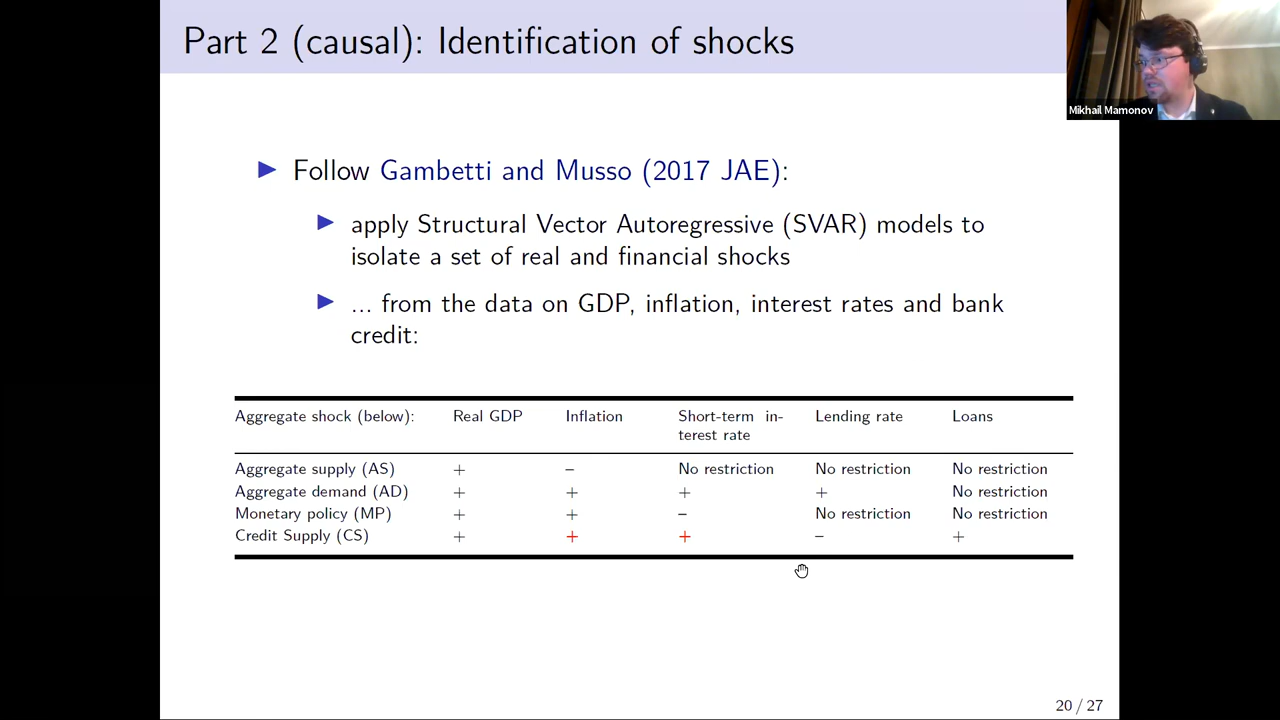 Part 2 (causal): Identification of shocks
Mikhail Mamonov
Follow Gambetti and Musso (2017 JAE):
apply Structural Vector Autoregressive (SVAR) models to
isolate a set of real and financial shocks
... from the data on GDP, inflation, interest rates and bank
credit:
Aggregate shock (below): Real GDP Inflation Short-term in- Lending rate Loans
terest rate
Aggregate supply (AS) + – No restriction No restriction No restriction
Aggregate demand (AD) + + + + No restriction
Monetary policy (MP) + + – No restriction No restriction
Credit Supply (CS) + + + – +
20 / 27